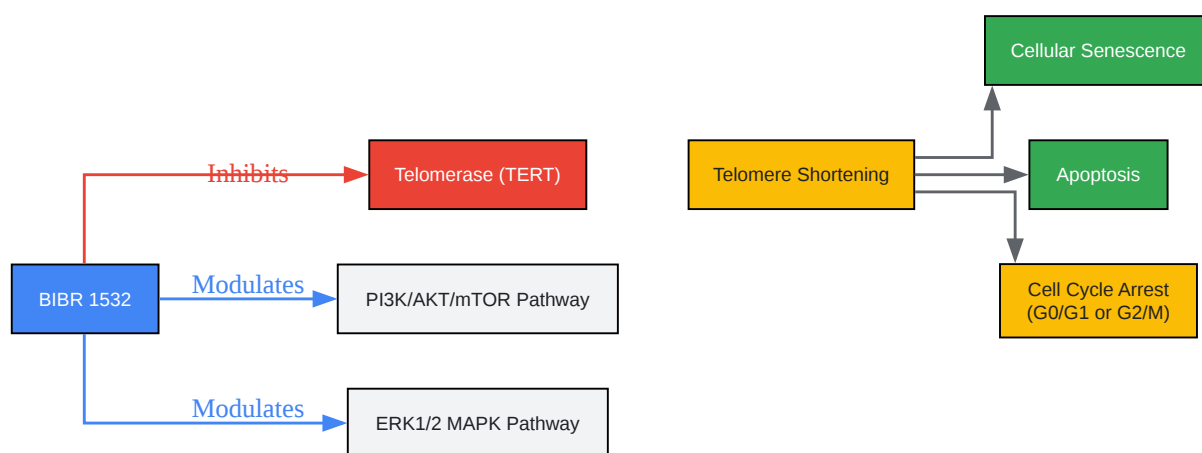 Cellular Senescence
Inhibits
Telomerase (TERT)
Telomere Shortening
Apoptosis
BIBR 1532
Modulates
PI3K/AKT/mTOR Pathway
Cell Cycle Arrest
(G0/G1 or G2/M)
Modulates
ERK1/2 MAPK Pathway